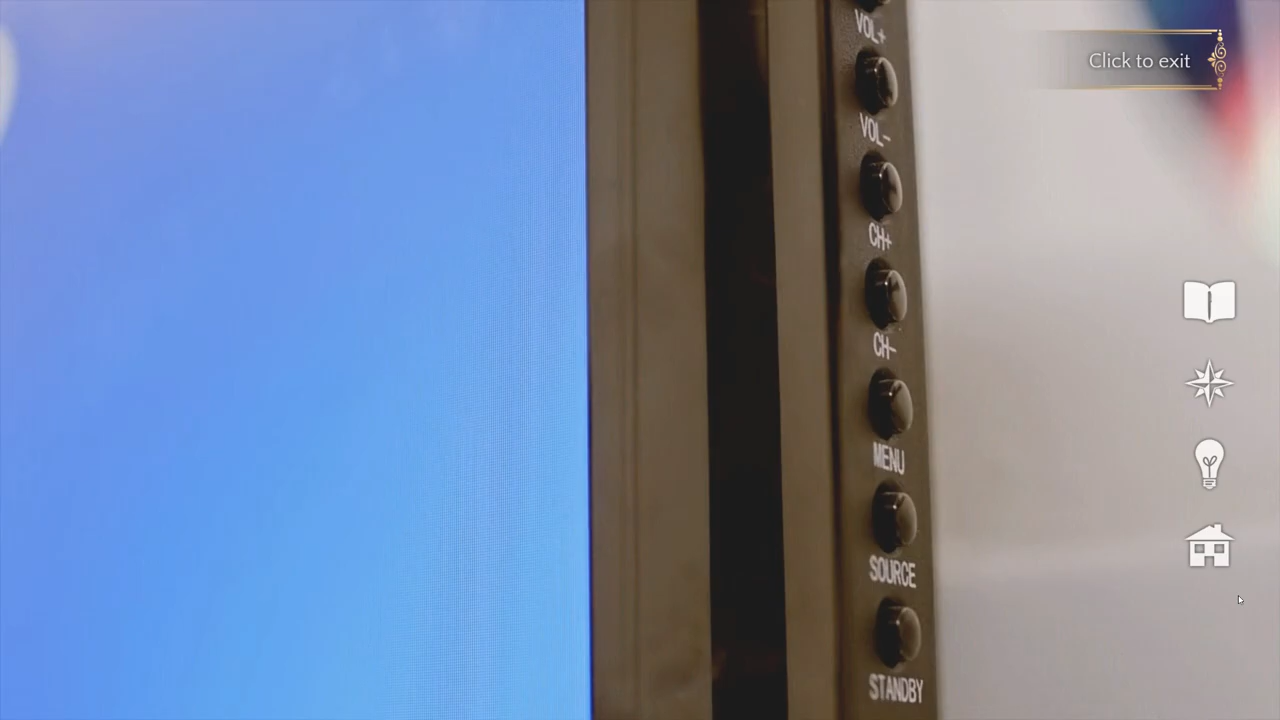 VOL+
Click to exit
VOL-
CH+
CH-
MENU
SOURCE
STANDBY